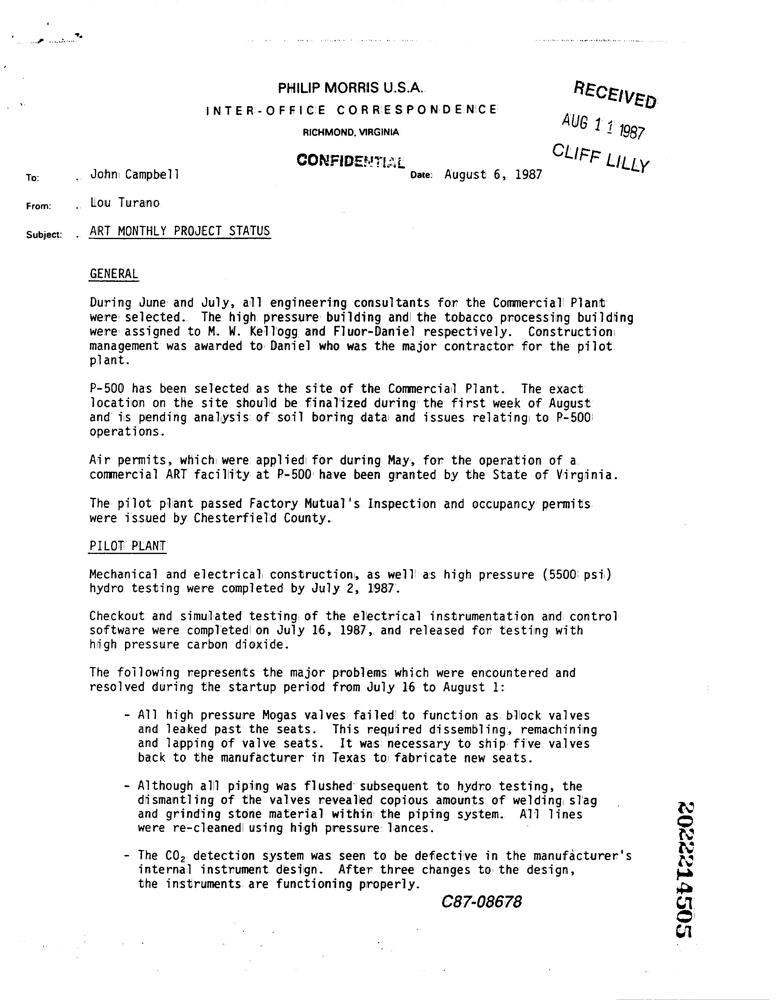 PHILIP MORRIS U.S.A.
INTER-OFFICE CORRESPONDENCE
RICHMOND, VIRGINIA
RECEIVED
AUG 11 1987
CLIFF LILLY
CONFIDENTIAL
To: John Campbell Date: August 6, 1987
From: Lou Turano
Subject: ART MONTHLY PROJECT STATUS
GENERAL
During June and July, all engineering consultants for the Commercial Plant
were selected. The high pressure building and the tobacco processing building
were assigned to M. W. Kellogg and Fluor-Daniel respectively. Construction
management was awarded to Daniel who was the major contractor for the pilot
plant.
P-500 has been selected as the site of the Commercial Plant. The exact
location on the site should be finalized during the first week of August
and is pending analysis of soil boring data and issues relating to P-500
operations.
Air permits, which were applied for during May, for the operation of a
commercial ART facility at P-500 have been granted by the State of Virginia.
The pilot plant passed Factory Mutual's Inspection and occupancy permits
were issued by Chesterfield County.
PILOT PLANT
Mechanical and electrical construction, as well as high pressure (5500 psi)
hydro testing were completed by July 2, 1987.
Checkout and simulated testing of the electrical instrumentation and control
software were completed on July 16, 1987, and released for testing with
high pressure carbon dioxide.
The following represents the major problems which were encountered and
resolved during the startup period from July 16 to August 1:
- All high pressure Mogas valves failed to function as block valves
and leaked past the seats. This required dissembling, remachining
and lapping of valve seats. It was necessary to ship five valves
back to the manufacturer in Texas to fabricate new seats.
- Although all piping was flushed subsequent to hydro testing, the
dismantling of the valves revealed copious amounts of welding slag
and grinding stone material within the piping system. All lines
were re-cleaned using high pressure lances.
- The CO₂ detection system was seen to be defective in the manufacturer's
internal instrument design. After three changes to the design,
the instruments are functioning properly.
C87-08678
2022214505